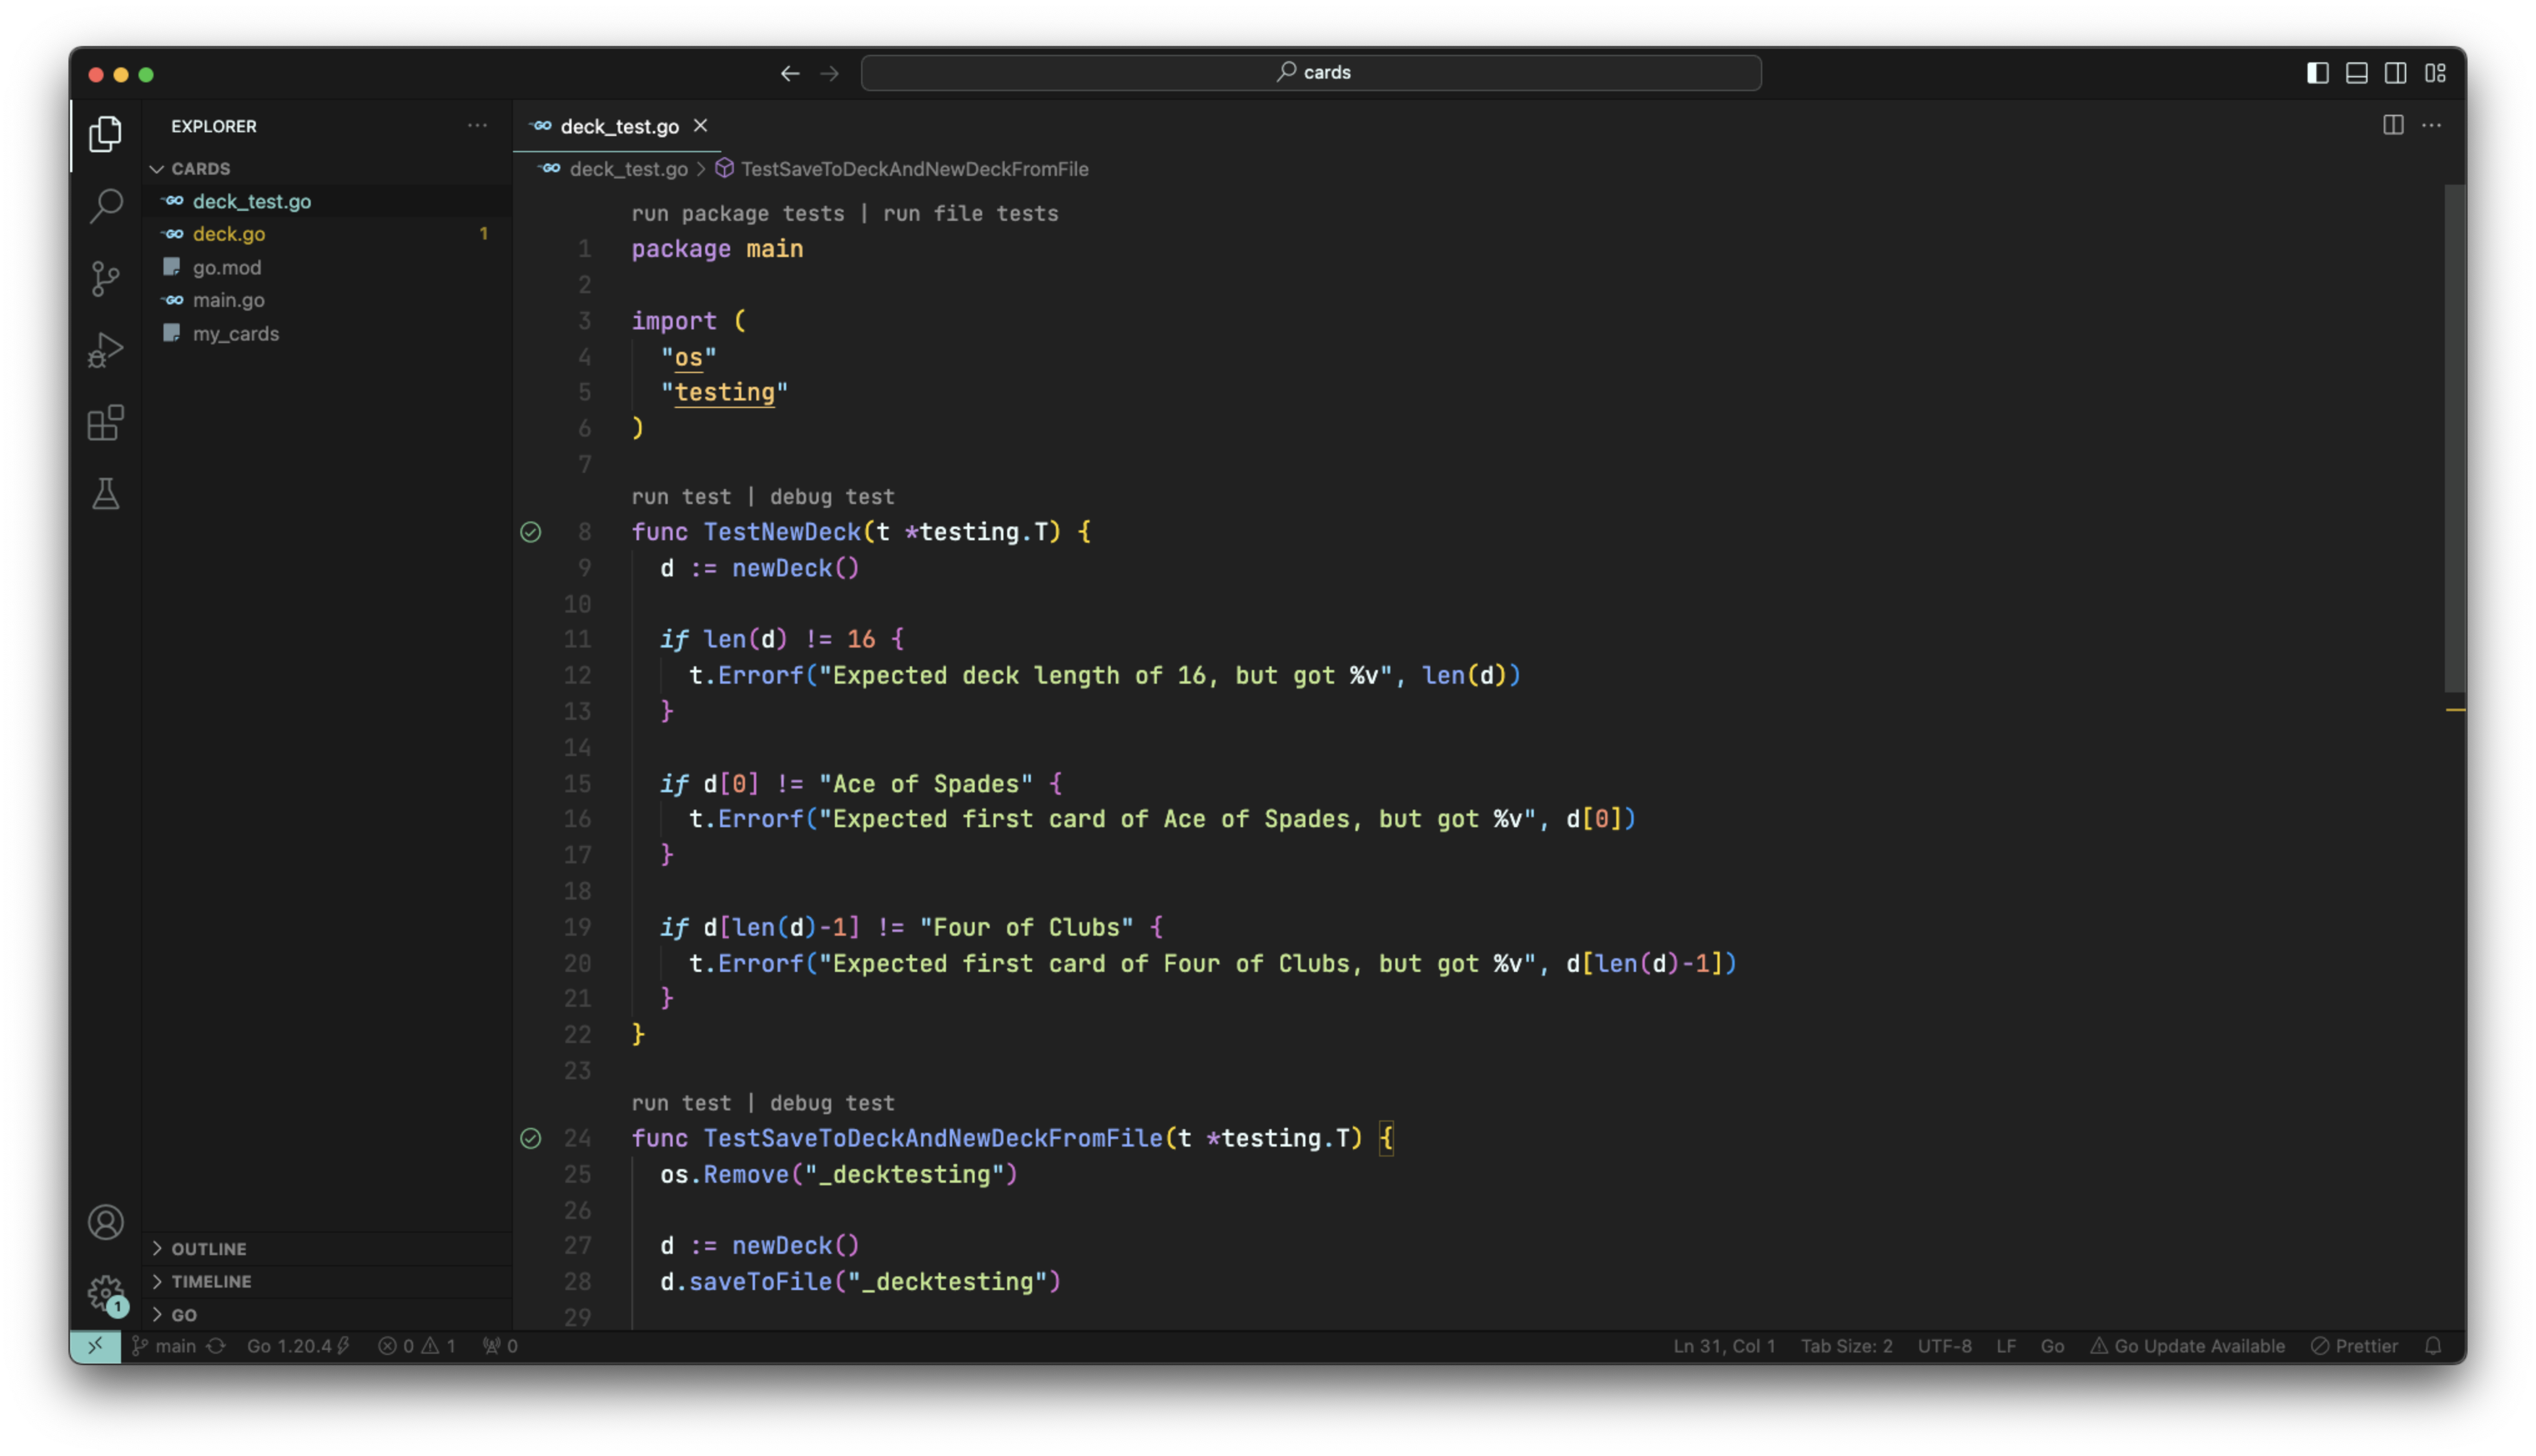 cards
EXPLORER
CARDS
deck_test.go
deck.go 1
go.mod
main.go
my_cards
OUTLINE
TIMELINE
GO
deck_test.go
deck_test.go > TestSaveToDeckAndNewDeckFromFile
run package tests | run file tests
1 package main
2
3 import (
4 "os"
5 "testing"
6 )
7
run test | debug test
8 func TestNewDeck(t *testing.T) {
9 d := newDeck()
10
11 if len(d) != 16 {
12 t.Errorf("Expected deck length of 16, but got %v", len(d))
13 }
14
15 if d[0] != "Ace of Spades" {
16 t.Errorf("Expected first card of Ace of Spades, but got %v", d[0])
17 }
18
19 if d[len(d)-1] != "Four of Clubs" {
20 t.Errorf("Expected first card of Four of Clubs, but got %v", d[len(d)-1])
21 }
22 }
23
run test | debug test
24 func TestSaveToDeckAndNewDeckFromFile(t *testing.T) {
25 os.Remove("_decktesting")
26
27 d := newDeck()
28 d.saveToFile("_decktesting")
29
1
main Go 1.20.4 0 1 0 Ln 31, Col 1 Tab Size: 2 UTF-8 LF Go Go Update Available Prettier